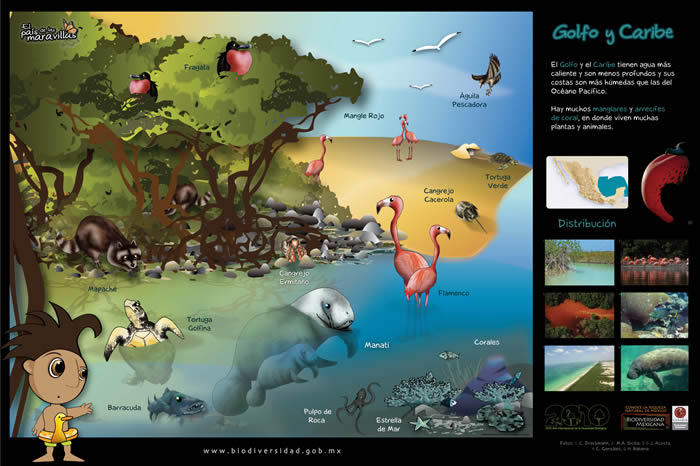 El
país de las
maravillas
Golfo y Caribe
El Golfo y el Caribe tienen agua más
caliente y son menos profundos y sus
costas son más húmedas que las del
Océano Pacífico.
Hay muchos manglares y arrecifes
de coral, en donde viven muchas
plantas y animales.
Fragata
Águila
Pescadora
Mangle Rojo
Tortuga
Verde
Cangrejo
Cacerola
Distribución
Mapache
Cangrejo
Ermitaño
Flamenco
Tortuga
Golfina
Manatí
Corales
Barracuda
Pulpo de
Roca
Estrella
de Mar
2010
BIODIVERSIDAD
MEXICANA
www.biodiversidad.gob.mx